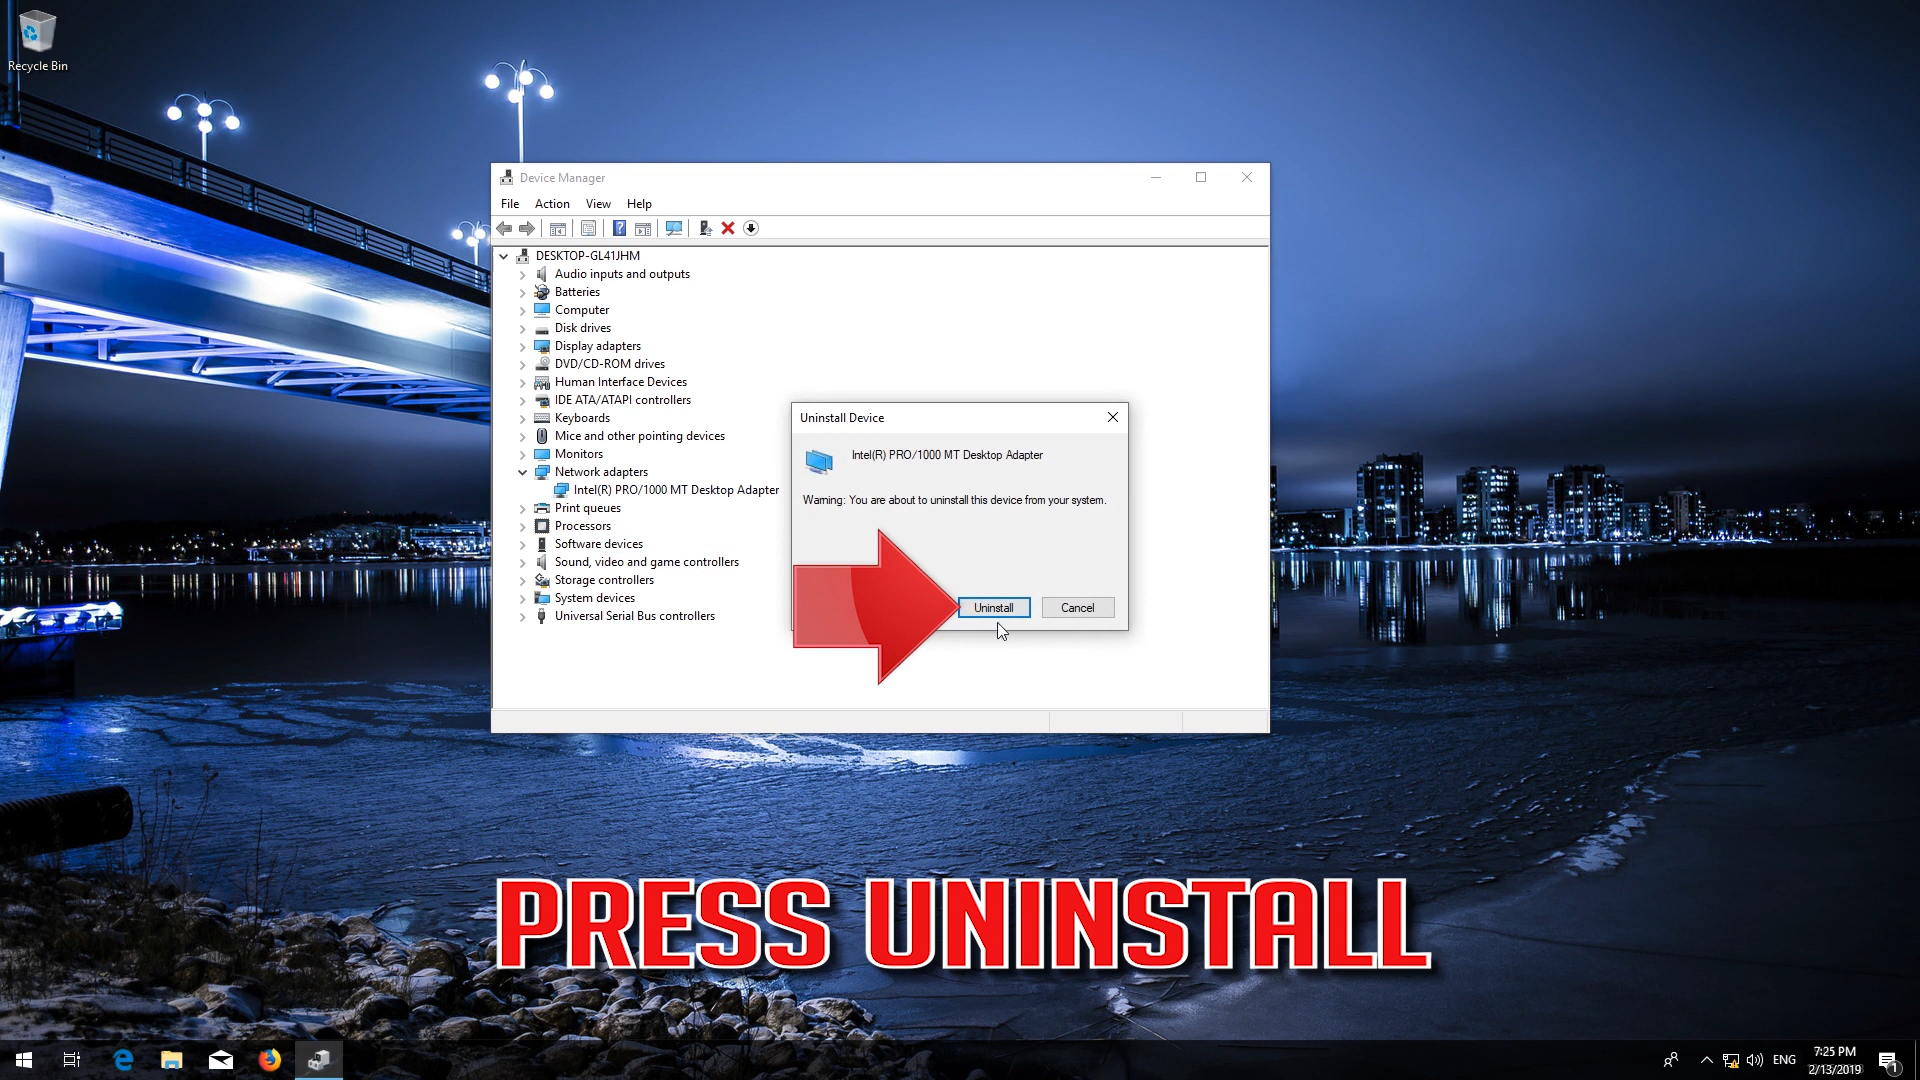 Recycle Bin
Device Manager
File Action View Help
DESKTOP-GL41JHM
Audio inputs and outputs
Batteries
Computer
Disk drives
Display adapters
DVD/CD-ROM drives
Human Interface Devices
IDE ATA/ATAPI controllers
Keyboards
Mice and other pointing devices
Monitors
Network adapters
Intel(R) PRO/1000 MT Desktop Adapter
Print queues
Processors
Software devices
Sound, video and game controllers
Storage controllers
System devices
Universal Serial Bus controllers
Uninstall Device
Intel(R) PRO/1000 MT Desktop Adapter
Warning: You are about to uninstall this device from your system.
Uninstall
Cancel
PRESS UNINSTALL
ENG
7:25 PM
2/13/2019
1